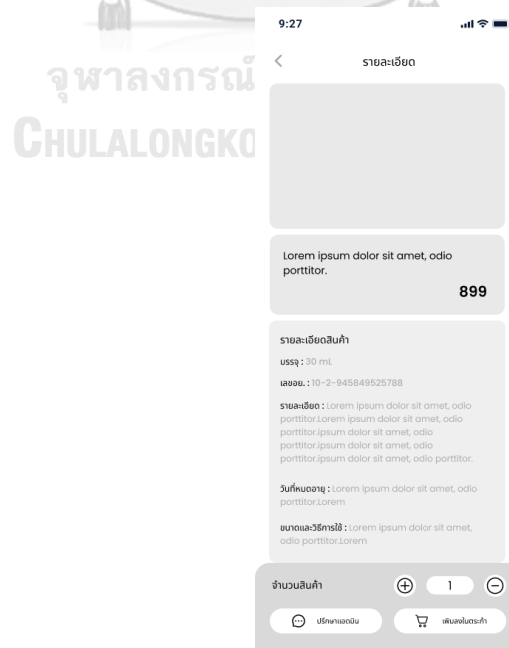 9:27
รายละเอียด
จุฬาลงกรณ์
CHULALONGKO
Lorem ipsum dolor sit amet, odio
porttitor.
899
รายละเอียดสินค้า
บรรจุ : 30 mL
เลขอย. : 10-2-945849525788
รายละเอียด : Lorem ipsum dolor sit amet, odio
porttitor.Lorem ipsum dolor sit amet, odio
porttitor.ipsum dolor sit amet, odio
porttitor.ipsum dolor sit amet, odio
porttitor.ipsum dolor sit amet, odio porttitor.
วันที่หมดอายุ : Lorem ipsum dolor sit amet, odio
porttitor.Lorem
ขนาดและวิธีการใช้ : Lorem ipsum dolor sit amet,
odio porttitor.Lorem
จำนวนสินค้า
1
ปรึกษาแอดมิน
เพิ่มลงในตระกร้า